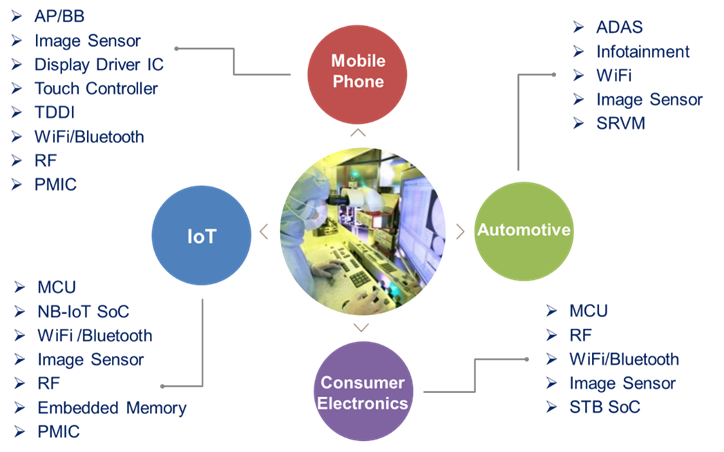 AP/BB
Image Sensor
Display Driver IC
Touch Controller
TDDI
WiFi/Bluetooth
RF
PMIC
Mobile
Phone
ADAS
Infotainment
WiFi
Image Sensor
SRVM
IoT
Automotive
MCU
NB-IoT SoC
WiFi /Bluetooth
Image Sensor
RF
Embedded Memory
PMIC
Consumer
Electronics
MCU
RF
WiFi/Bluetooth
Image Sensor
STB SoC